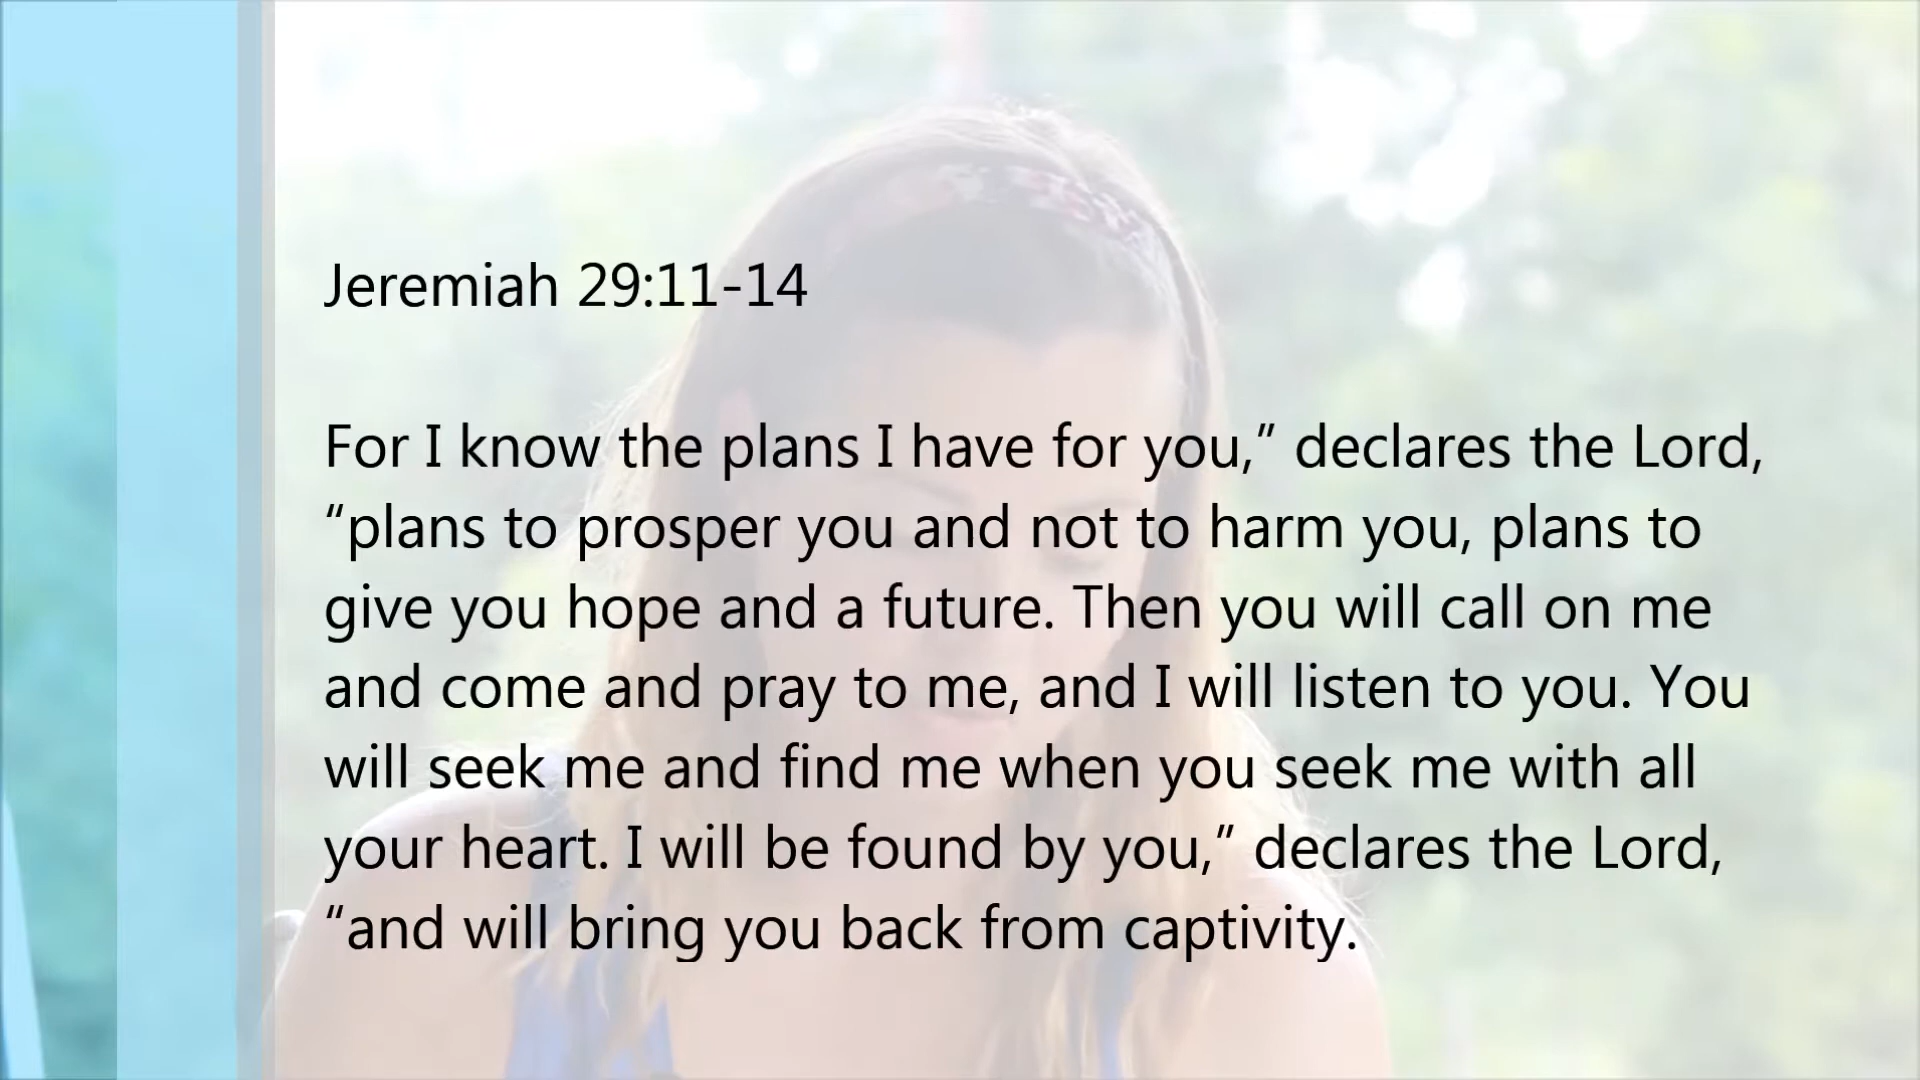 Jeremiah 29:11-14
For I know the plans I have for you,” declares the Lord,
“plans to prosper you and not to harm you, plans to
give you hope and a future. Then you will call on me
and come and pray to me, and I will listen to you. You
will seek me and find me when you seek me with all
your heart. I will be found by you,” declares the Lord,
“and will bring you back from captivity.